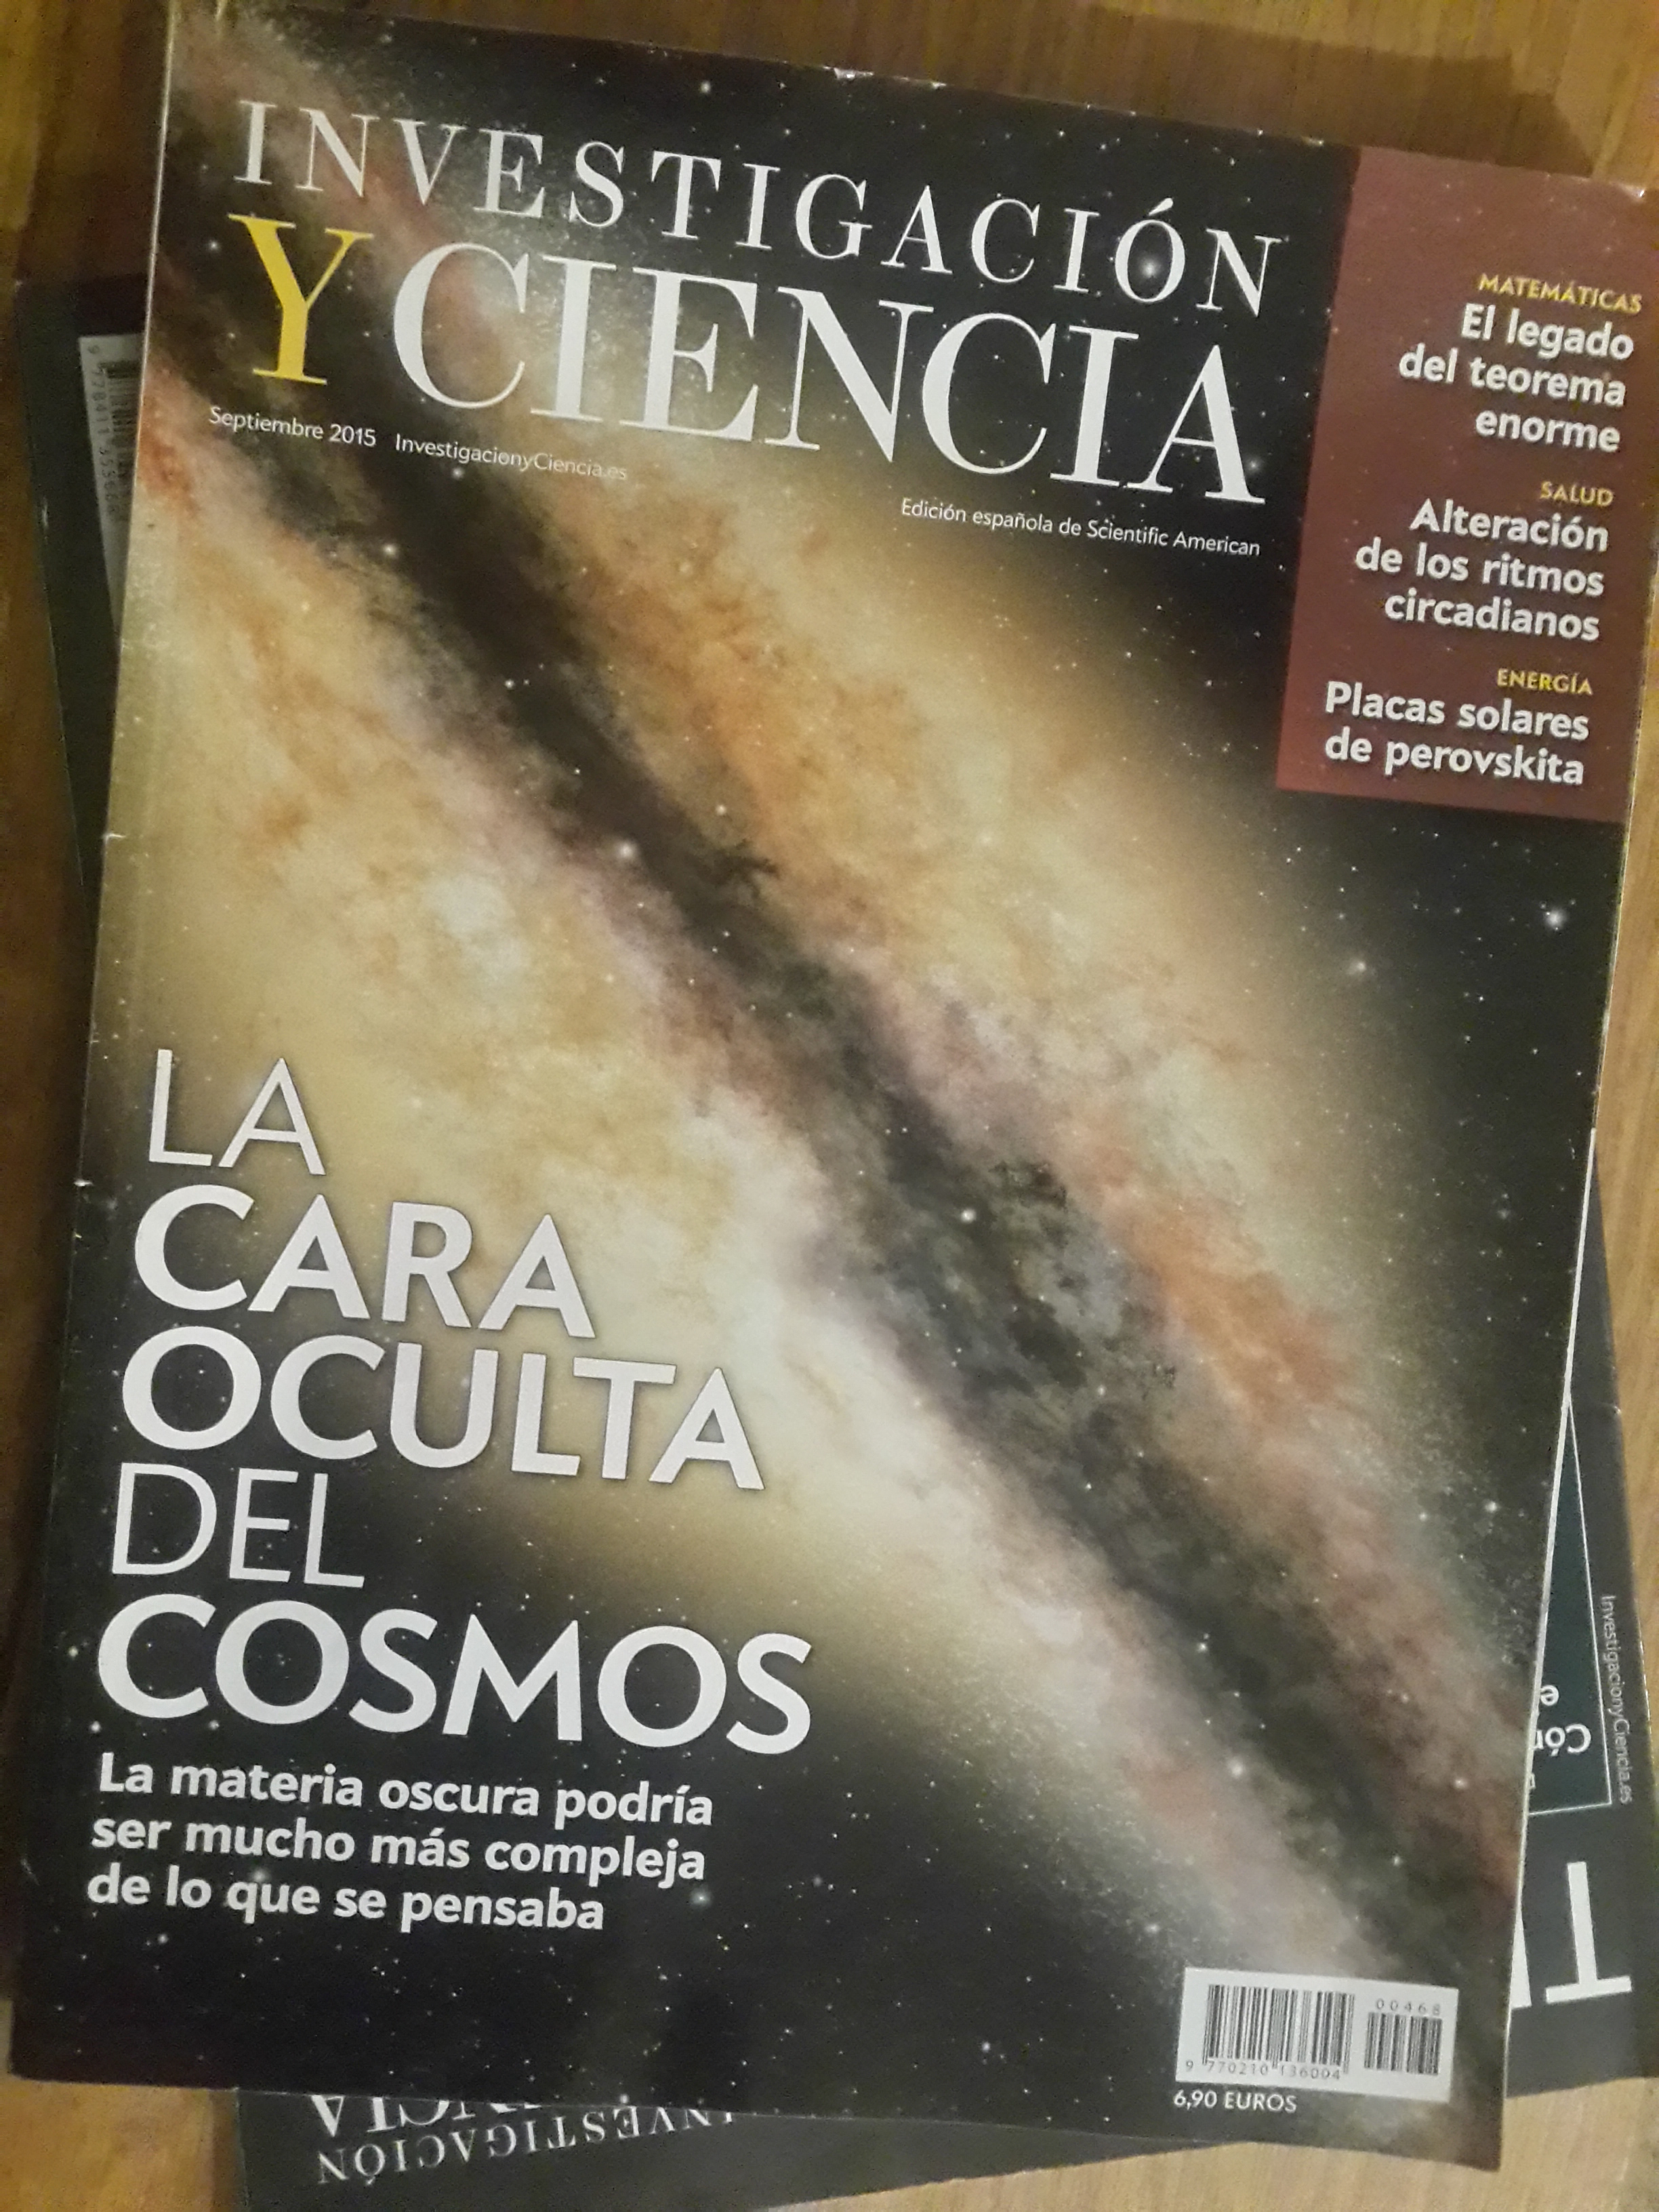 INVESTIGACIÓN
Y CIENCIA
Septiembre 2015 InvestigacionyCiencia.es
Edición española de Scientific American
MATEMÁTICAS
El legado
del teorema
enorme
SALUD
Alteración
de los ritmos
circadianos
ENERGÍA
Placas solares
de perovskita
LA
CARA
OCULTA
DEL
COSMOS
La materia oscura podría
ser mucho más compleja
de lo que se pensaba
00468
9 770210 136004
6,90 EUROS
InvestigacionyCiencia.es
INVESTIGACIÓN